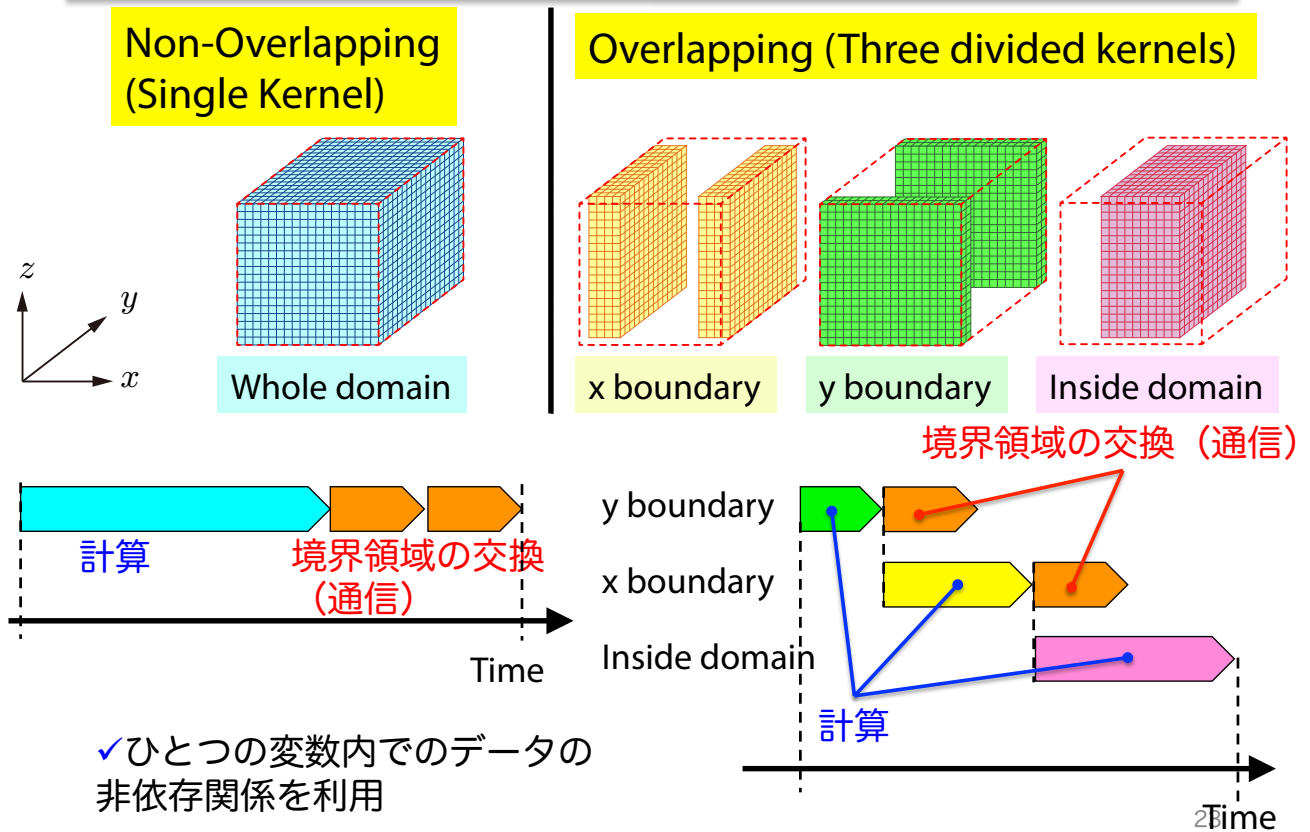 Non-Overlapping
(Single Kernel)
Overlapping (Three divided kernels)
z
y
x
Whole domain
x boundary
y boundary
Inside domain
境界領域の交換（通信）
計算
境界領域の交換
（通信）
Time
y boundary
x boundary
Inside domain
計算
✓ひとつの変数内でのデータの
非依存関係を利用
Time